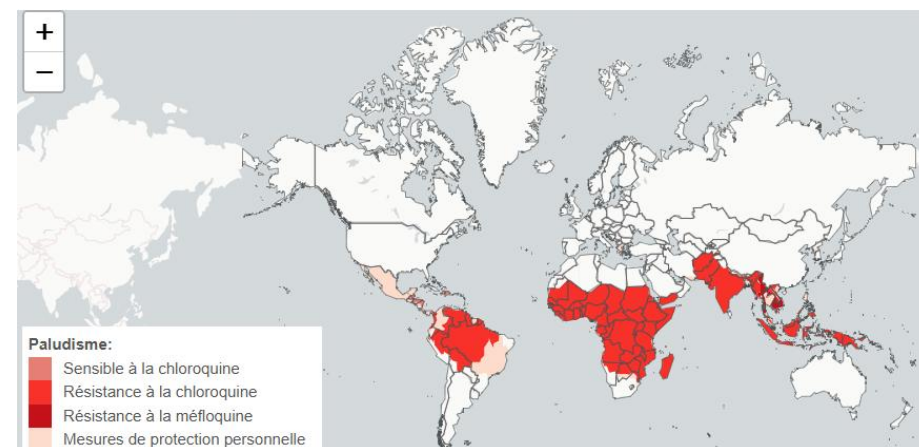 +
−
Paludisme:
Sensible à la chloroquine
Résistance à la chloroquine
Résistance à la méfloquine
Mesures de protection personnelle